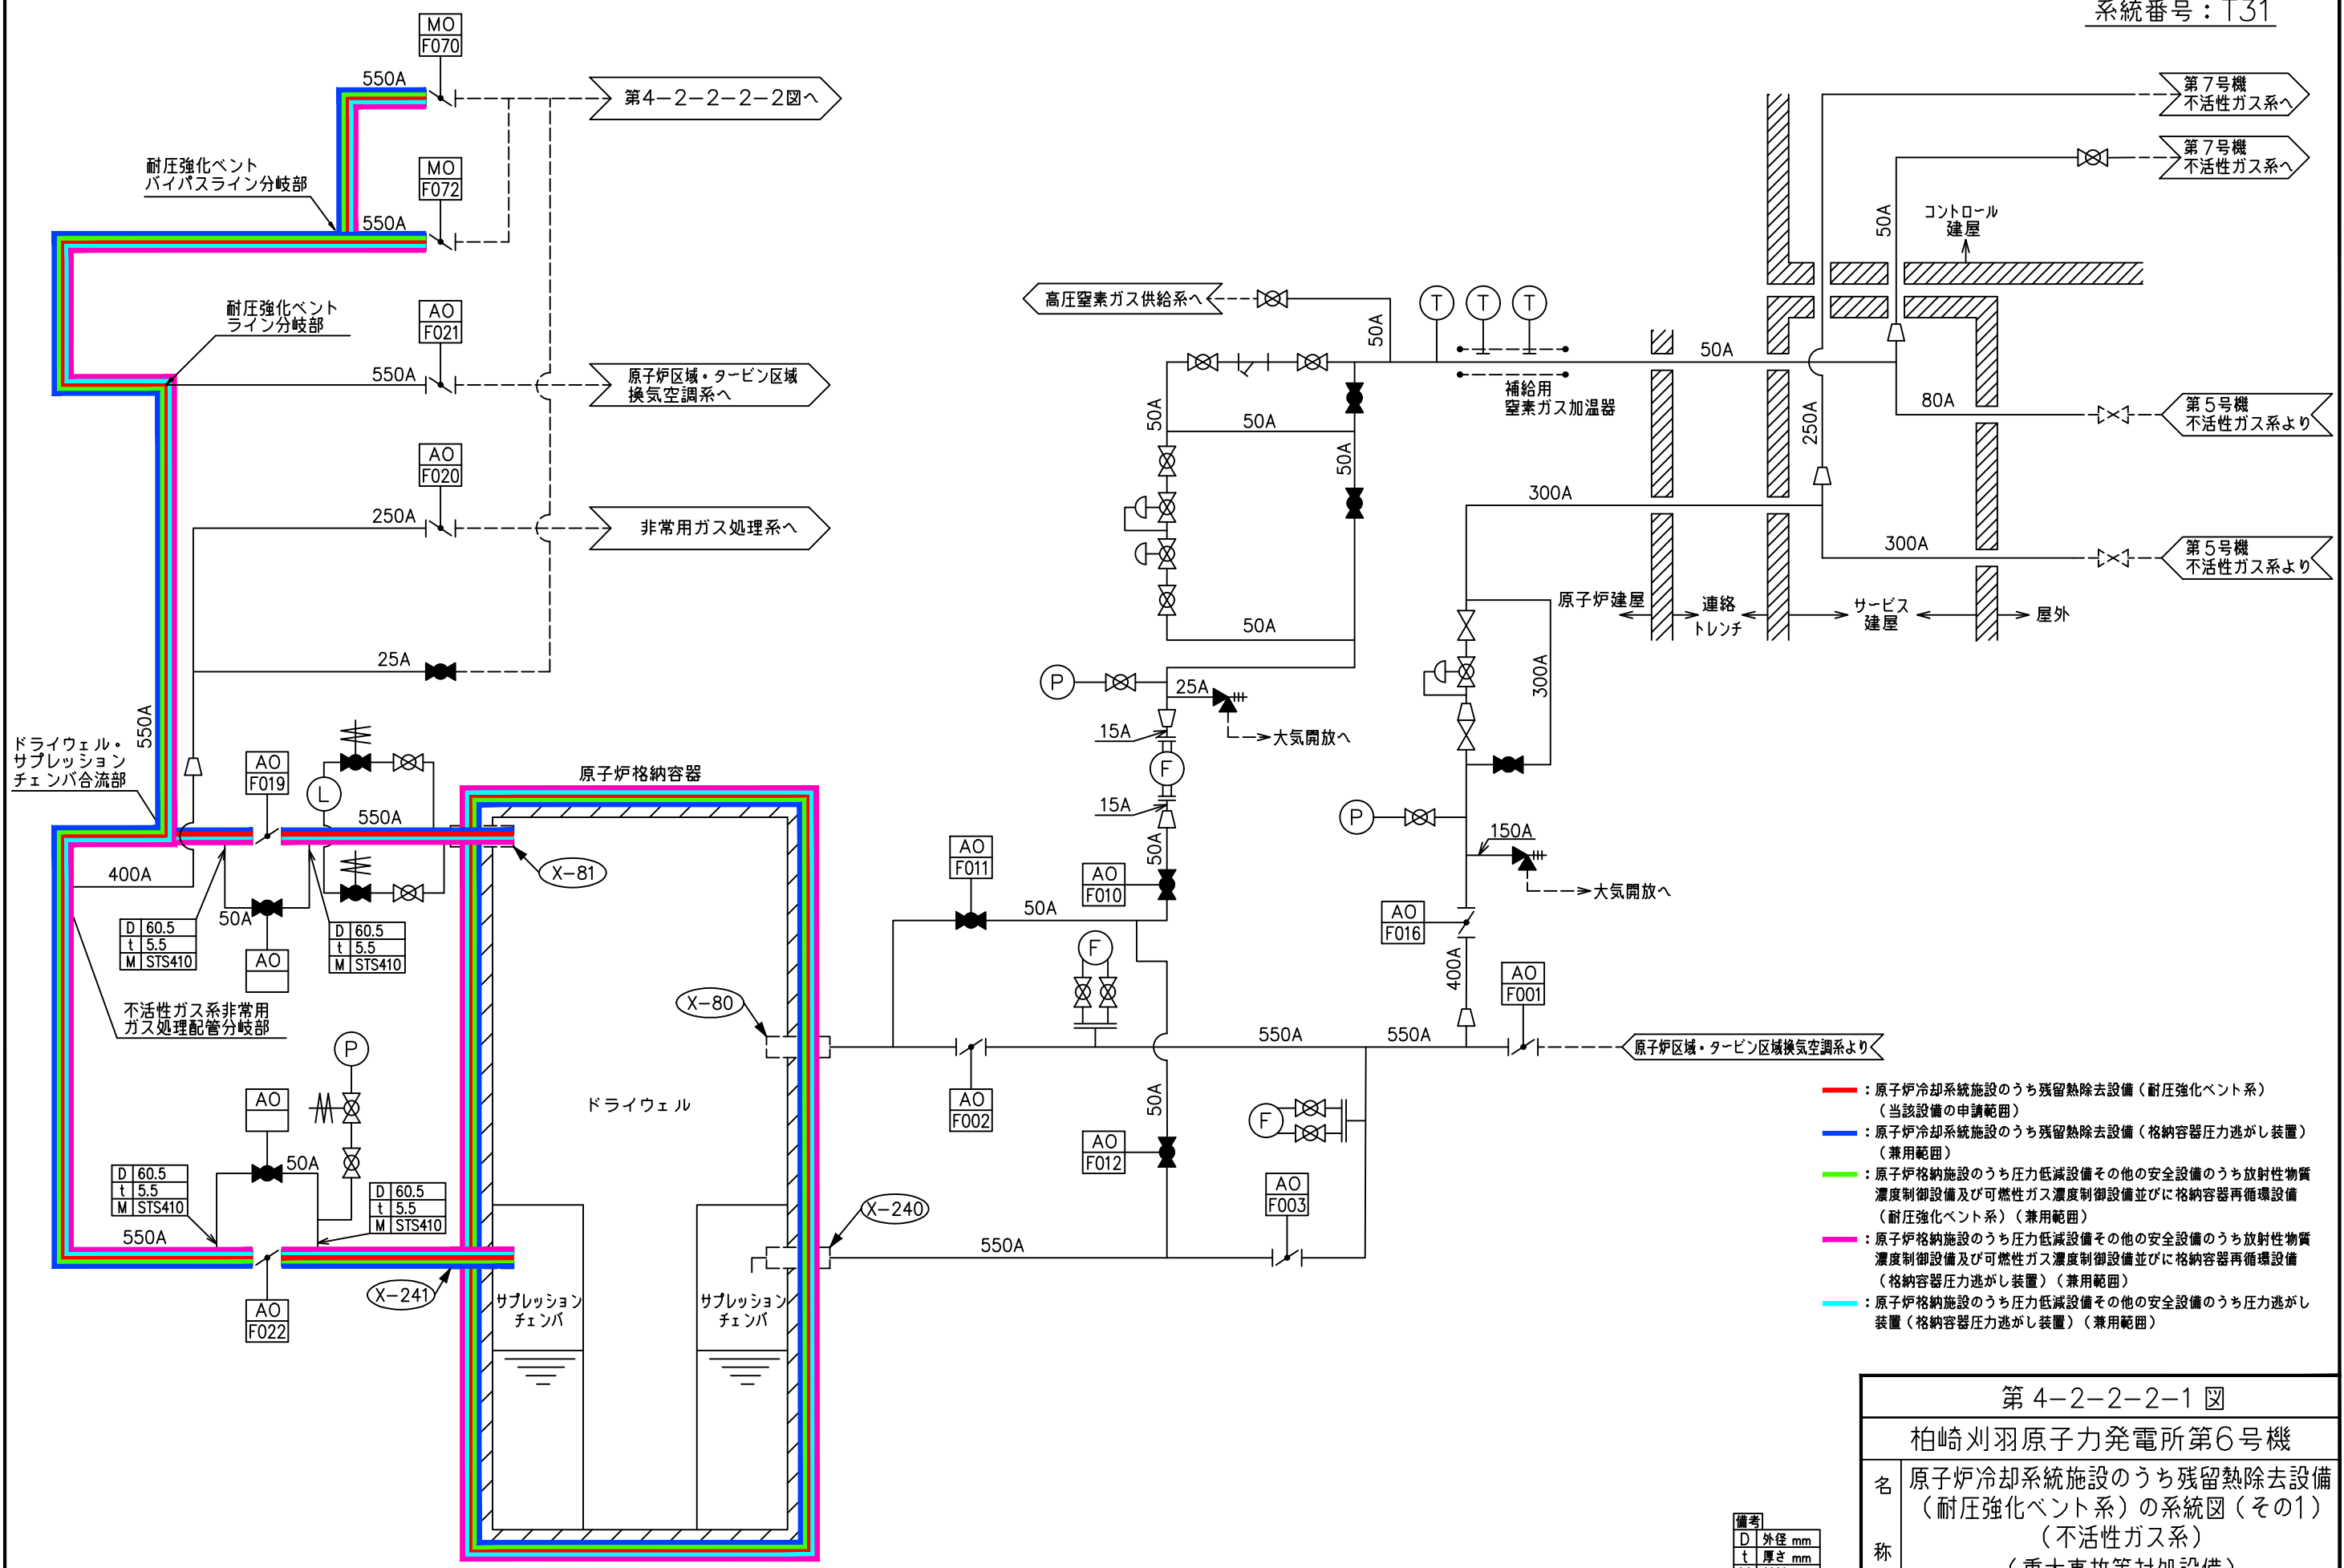 系統番号：T31
MO
F070
550A
第4-2-2-2-2図へ
MO
F072
550A
耐圧強化ベント
バイパスライン分岐部
耐圧強化ベント
ライン分岐部
AO
F021
550A
原子炉区域・タービン区域
換気空調系へ
AO
F020
250A
非常用ガス処理系へ
25A
550A
ドライウェル・
サプレッション
チェンバ合流部
AO
F019
L
550A
400A
50A
D 60.5
t 5.5
M STS410
AO
D 60.5
t 5.5
M STS410
不活性ガス系非常用
ガス処理配管分岐部
P
AO
50A
D 60.5
t 5.5
M STS410
D 60.5
t 5.5
M STS410
550A
AO
F022
X-241
原子炉格納容器
X-81
X-80
ドライウェル
X-240
サプレッション
チェンバ
サプレッション
チェンバ
高圧窒素ガス供給系へ
50A
T
T
T
補給用
窒素ガス加温器
50A
50A
50A
50A
50A
P
25A
大気開放へ
15A
F
15A
50A
AO
F011
AO
F010
50A
F
550A
550A
AO
F002
50A
AO
F012
F
AO
F003
550A
第7号機
不活性ガス系へ
第7号機
不活性ガス系へ
50A
コントロール
建屋
250A
80A
第5号機
不活性ガス系より
300A
300A
第5号機
不活性ガス系より
原子炉建屋
連絡
トレンチ
サービス
建屋
屋外
300A
P
150A
大気開放へ
AO
F016
400A
AO
F001
原子炉区域・タービン区域換気空調系より
：原子炉冷却系統施設のうち残留熱除去設備（耐圧強化ベント系）
（当該設備の申請範囲）
：原子炉冷却系統施設のうち残留熱除去設備（格納容器圧力逃がし装置）
（兼用範囲）
：原子炉格納施設のうち圧力低減設備その他の安全設備のうち放射性物質
濃度制御設備及び可燃性ガス濃度制御設備並びに格納容器再循環設備
（耐圧強化ベント系）（兼用範囲）
：原子炉格納施設のうち圧力低減設備その他の安全設備のうち放射性物質
濃度制御設備及び可燃性ガス濃度制御設備並びに格納容器再循環設備
（格納容器圧力逃がし装置）（兼用範囲）
：原子炉格納施設のうち圧力低減設備その他の安全設備のうち圧力逃がし
装置（格納容器圧力逃がし装置）（兼用範囲）
第 4-2-2-2-1 図
柏崎刈羽原子力発電所第6号機
名称
原子炉冷却系統施設のうち残留熱除去設備
（耐圧強化ベント系）の系統図（その1）
（不活性ガス系）
（重大事故等対処設備）
備考
D 外径 mm
t 厚さ mm